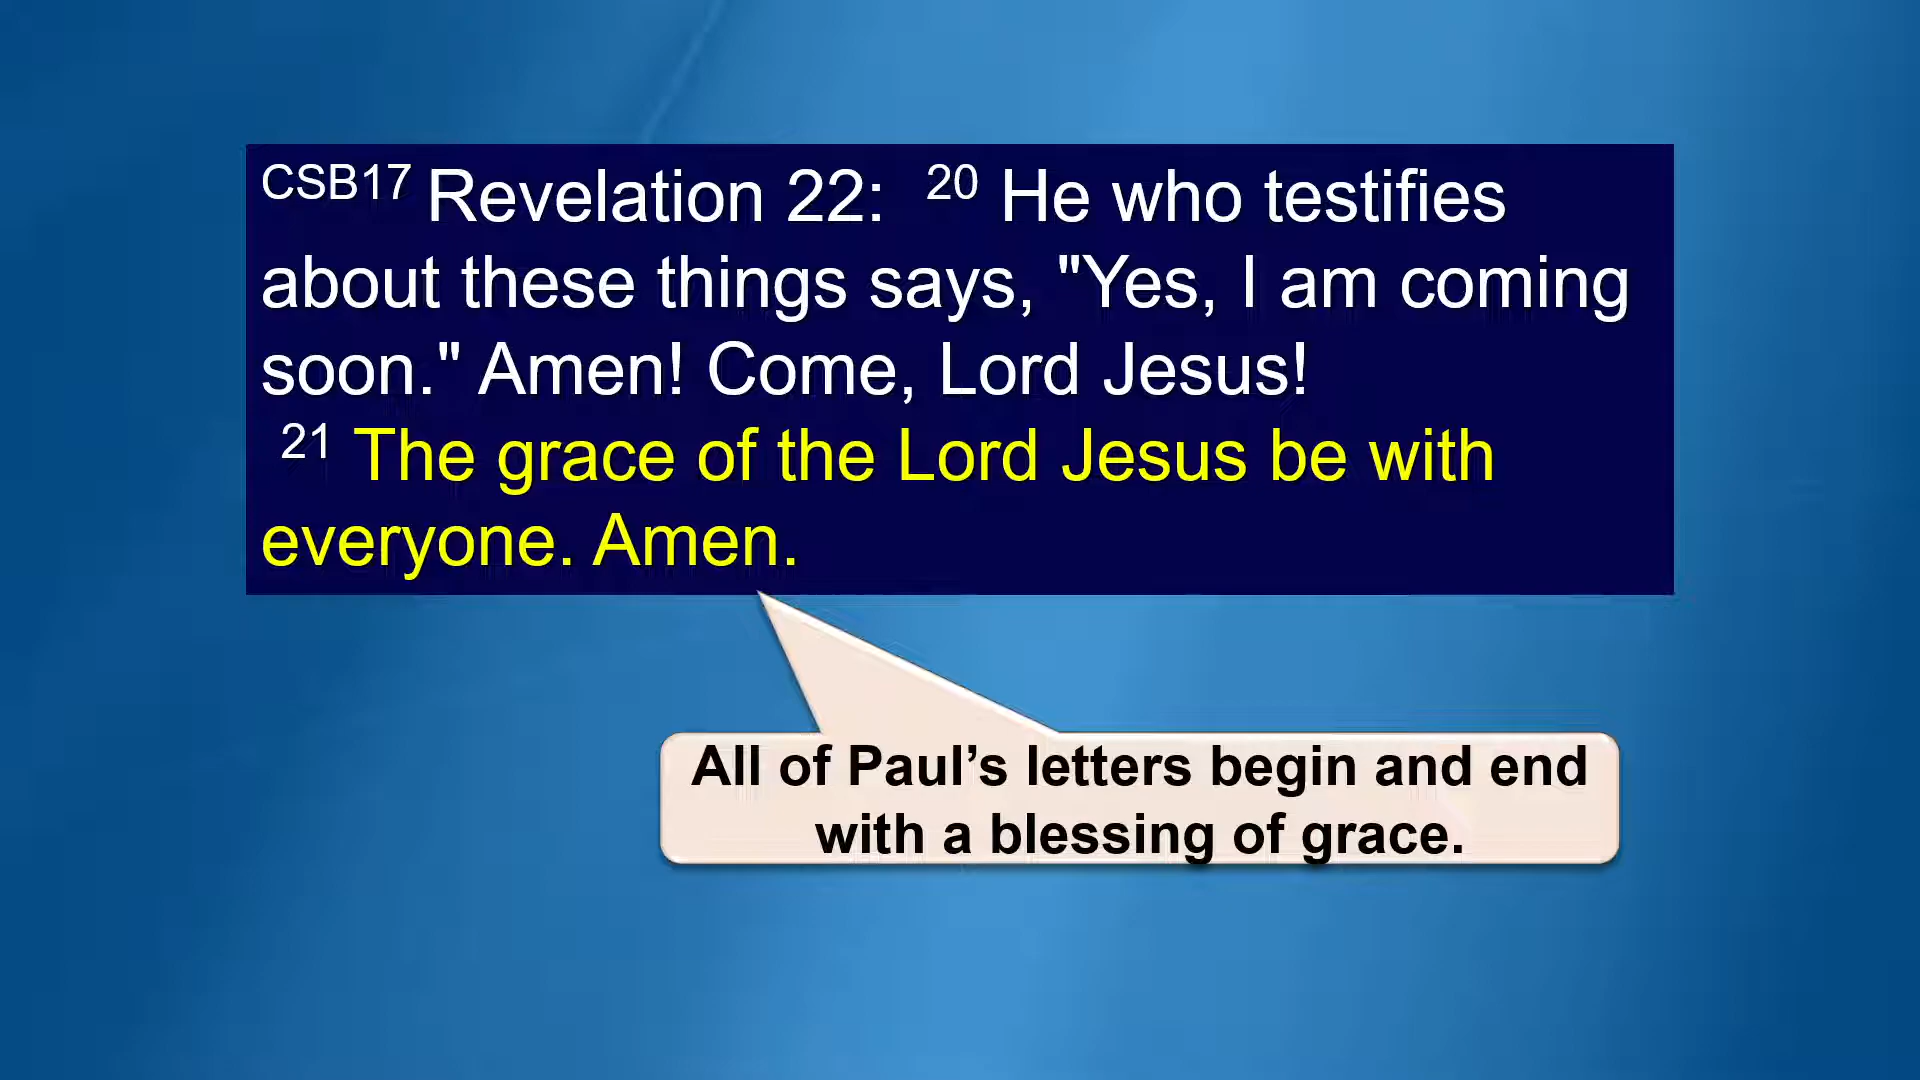 CSB17 Revelation 22: 20 He who testifies
about these things says, "Yes, I am coming
soon." Amen! Come, Lord Jesus!
21 The grace of the Lord Jesus be with
everyone. Amen.
All of Paul’s letters begin and end
with a blessing of grace.